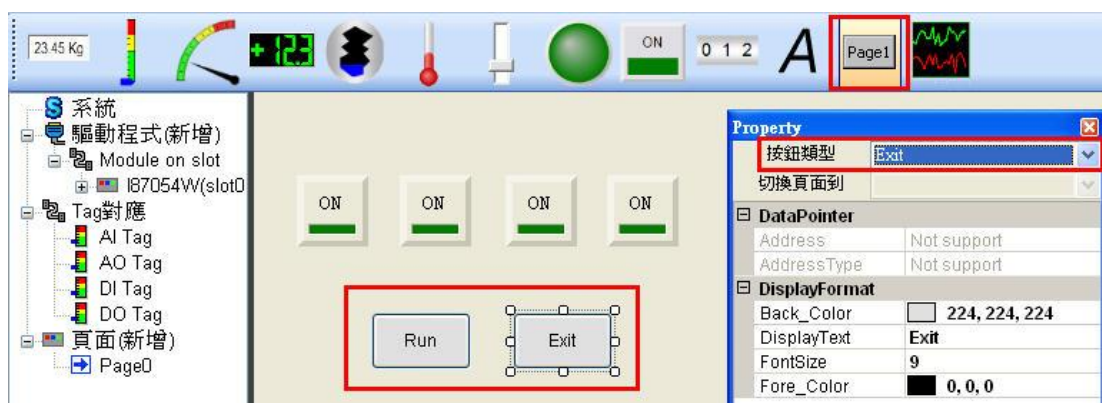 23.45 Kg
+12.3
ON
0 1 2
A
Page1
系統
驅動程式(新增)
Module on slot
I87054W(slot0
Tag對應
AI Tag
AO Tag
DI Tag
DO Tag
頁面(新增)
Page0
ON ON ON ON
Run Exit
Property
按鈕類型 Exit
切換頁面到
DataPointer
Address Not support
AddressType Not support
DisplayFormat
Back_Color 224, 224, 224
DisplayText Exit
FontSize 9
Fore_Color 0, 0, 0